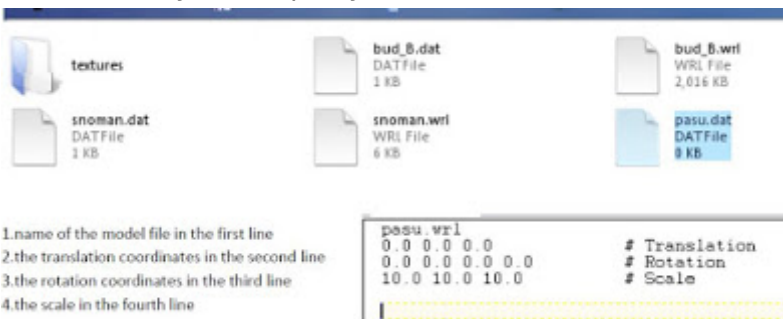 textures
bud_B.dat
DATFile
1 KB
bud_B.wrl
WRL File
2,016 KB
snoman.dat
DATFile
1 KB
snoman.wrl
WRL File
6 KB
pasu.dat
DATFile
0 KB
1.name of the model file in the first line
2.the translation coordinates in the second line
3.the rotation coordinates in the third line
4.the scale in the fourth line
pasu.wrl
0.0 0.0 0.0 # Translation
0.0 0.0 0.0 0.0 # Rotation
10.0 10.0 10.0 # Scale